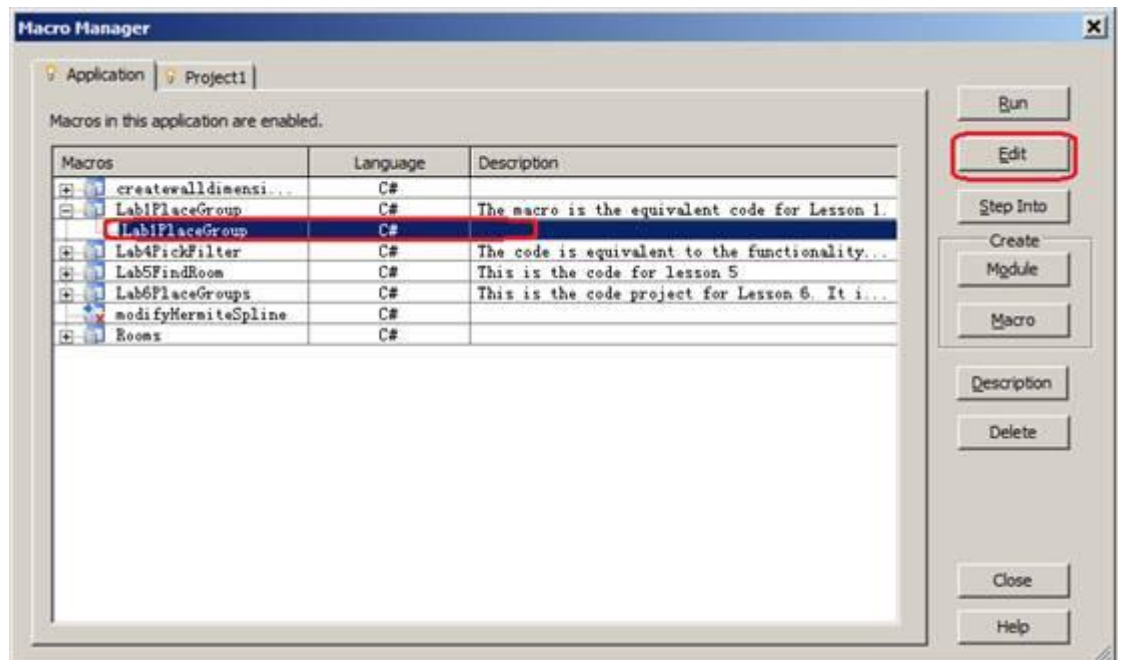 Macro Manager
Application
Project1
Macros in this application are enabled.
Macros Language Description
createwalldimensi... C#
Lab1PlaceGroup C# The macro is the equivalent code for Lesson 1.
Lab1PlaceGroup C#
Lab4PickFilter C# The code is equivalent to the functionality...
Lab5FindRoom C# This is the code for lesson 5
Lab6PlaceGroups C# This is the code project for Lesson 6. It i...
modifyHermiteSpline C#
Rooms C#
Run
Edit
Step Into
Create
Module
Macro
Description
Delete
Close
Help